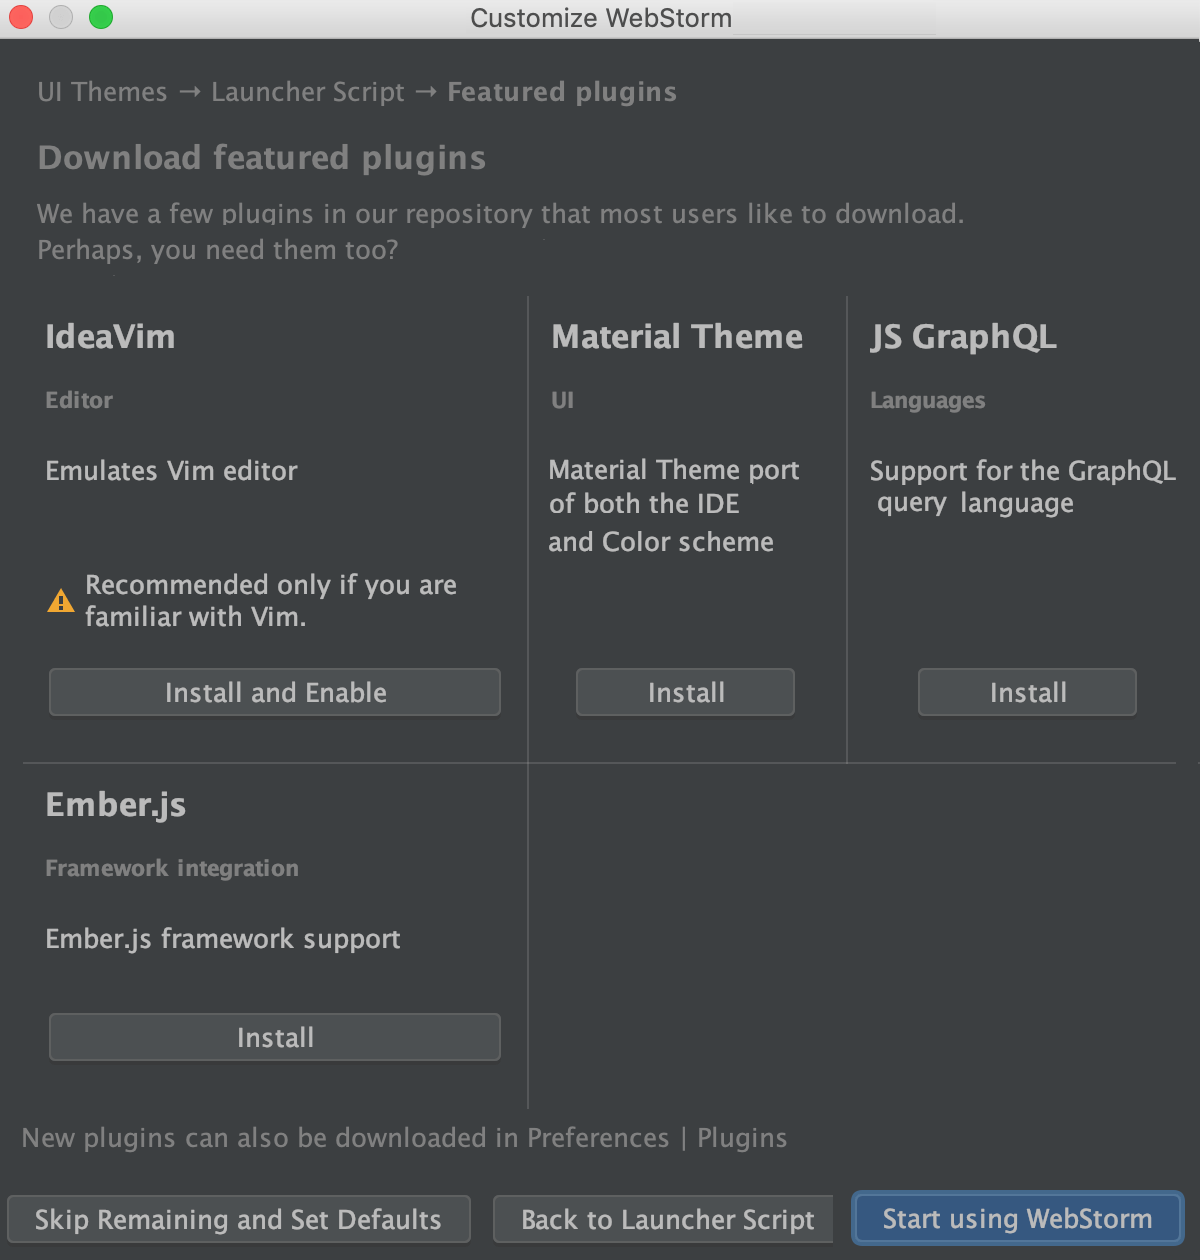 Customize WebStorm
UI Themes → Launcher Script → Featured plugins
Download featured plugins
We have a few plugins in our repository that most users like to download.
Perhaps, you need them too?
IdeaVim
Editor
Emulates Vim editor
Recommended only if you are
familiar with Vim.
Install and Enable
Material Theme
UI
Material Theme port
of both the IDE
and Color scheme
Install
JS GraphQL
Languages
Support for the GraphQL
query language
Install
Ember.js
Framework integration
Ember.js framework support
Install
New plugins can also be downloaded in Preferences | Plugins
Skip Remaining and Set Defaults
Back to Launcher Script
Start using WebStorm